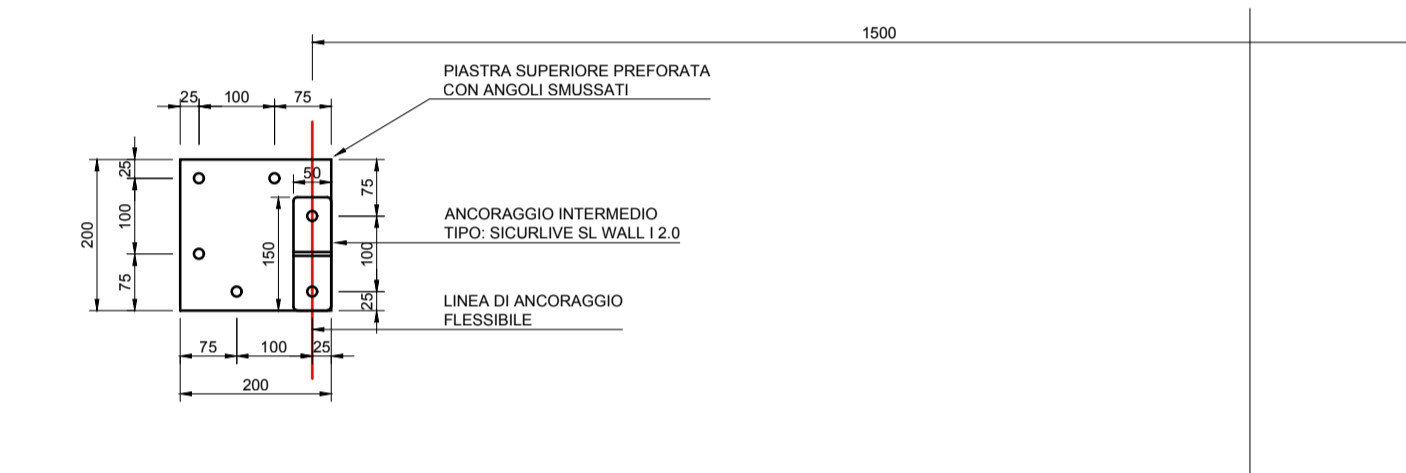 1500
PIASTRA SUPERIORE PREFORATA
CON ANGOLI SMUSSATI
25 100 75
50
25
100
75
200
150
75
100
25
ANCORAGGIO INTERMEDIO
TIPO: SICURLIVE SL WALL I 2.0
LINEA DI ANCORAGGIO
FLESSIBILE
75 100 25
200